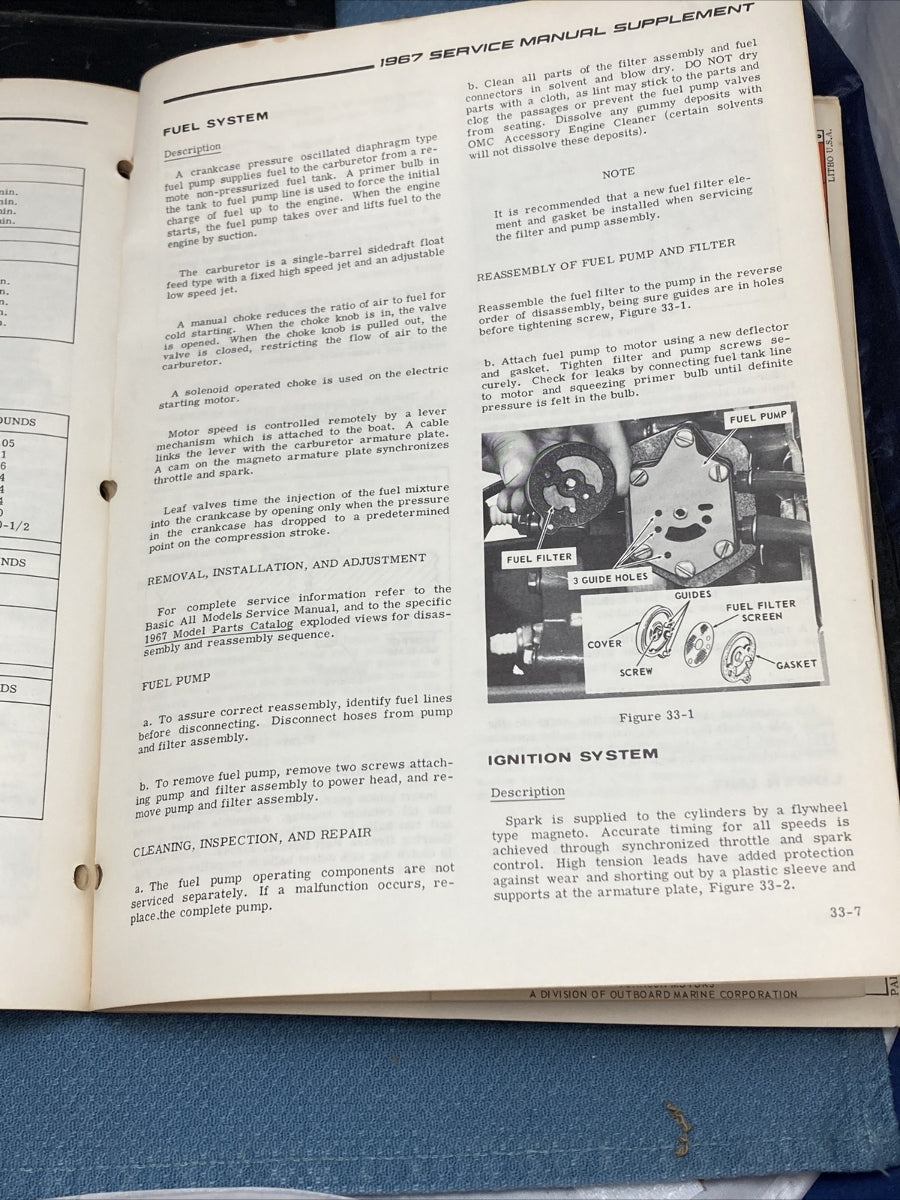 min.
min.
min.
min.
n.
n.
n.
n.
OUNDS
05
1
6
4
4
4
0
0-1/2
NDS
DS
1967 SERVICE MANUAL SUPPLEMENT
FUEL SYSTEM
Description
A crankcase pressure oscillated diaphragm type
fuel pump supplies fuel to the carburetor from a re-
mote non-pressurized fuel tank. A primer bulb in
the tank to fuel pump line is used to force the initial
charge of fuel up to the engine. When the engine
starts, the fuel pump takes over and lifts fuel to the
engine by suction.
The carburetor is a single-barrel sidedraft float
feed type with a fixed high speed jet and an adjustable
low speed jet.
A manual choke reduces the ratio of air to fuel for
cold starting. When the choke knob is in, the valve
is opened. When the choke knob is pulled out, the
valve is closed, restricting the flow of air to the
carburetor.
A solenoid operated choke is used on the electric
starting motor.
Motor speed is controlled remotely by a lever
mechanism which is attached to the boat. A cable
links the lever with the carburetor armature plate.
A cam on the magneto armature plate synchronizes
throttle and spark.
Leaf valves time the injection of the fuel mixture
into the crankcase by opening only when the pressure
in the crankcase has dropped to a predetermined
point on the compression stroke.
REMOVAL, INSTALLATION, AND ADJUSTMENT
For complete service information refer to the
Basic All Models Service Manual, and to the specific
1967 Model Parts Catalog exploded views for disas-
sembly and reassembly sequence.
FUEL PUMP
a. To assure correct reassembly, identify fuel lines
before disconnecting. Disconnect hoses from pump
and filter assembly.
b. To remove fuel pump, remove two screws attach-
ing pump and filter assembly to power head, and re-
move pump and filter assembly.
CLEANING, INSPECTION, AND REPAIR
a. The fuel pump operating components are not
serviced separately. If a malfunction occurs, re-
place.the complete pump.
b. Clean all parts of the filter assembly and fuel
connectors in solvent and blow dry. DO NOT dry
parts with a cloth, as lint may stick to the parts and
clog the passages or prevent the fuel pump valves
from seating. Dissolve any gummy deposits with
OMC Accessory Engine Cleaner (certain solvents
will not dissolve these deposits).
NOTE
It is recommended that a new fuel filter ele-
ment and gasket be installed when servicing
the filter and pump assembly.
REASSEMBLY OF FUEL PUMP AND FILTER
Reassemble the fuel filter to the pump in the reverse
order of disassembly, being sure guides are in holes
before tightening screw, Figure 33-1.
b. Attach fuel pump to motor using a new deflector
and gasket. Tighten filter and pump screws se-
curely. Check for leaks by connecting fuel tank line
to motor and squeezing primer bulb until definite
pressure is felt in the bulb.
FUEL PUMP
FUEL FILTER
3 GUIDE HOLES
GUIDES
FUEL FILTER
SCREEN
COVER
SCREW
GASKET
Figure 33-1
IGNITION SYSTEM
Description
Spark is supplied to the cylinders by a flywheel
type magneto. Accurate timing for all speeds is
achieved through synchronized throttle and spark
control. High tension leads have added protection
against wear and shorting out by a plastic sleeve and
supports at the armature plate, Figure 33-2.
33-7
LITHO U.S.A.
A DIVISION OF OUTBOARD MARINE CORPORATION